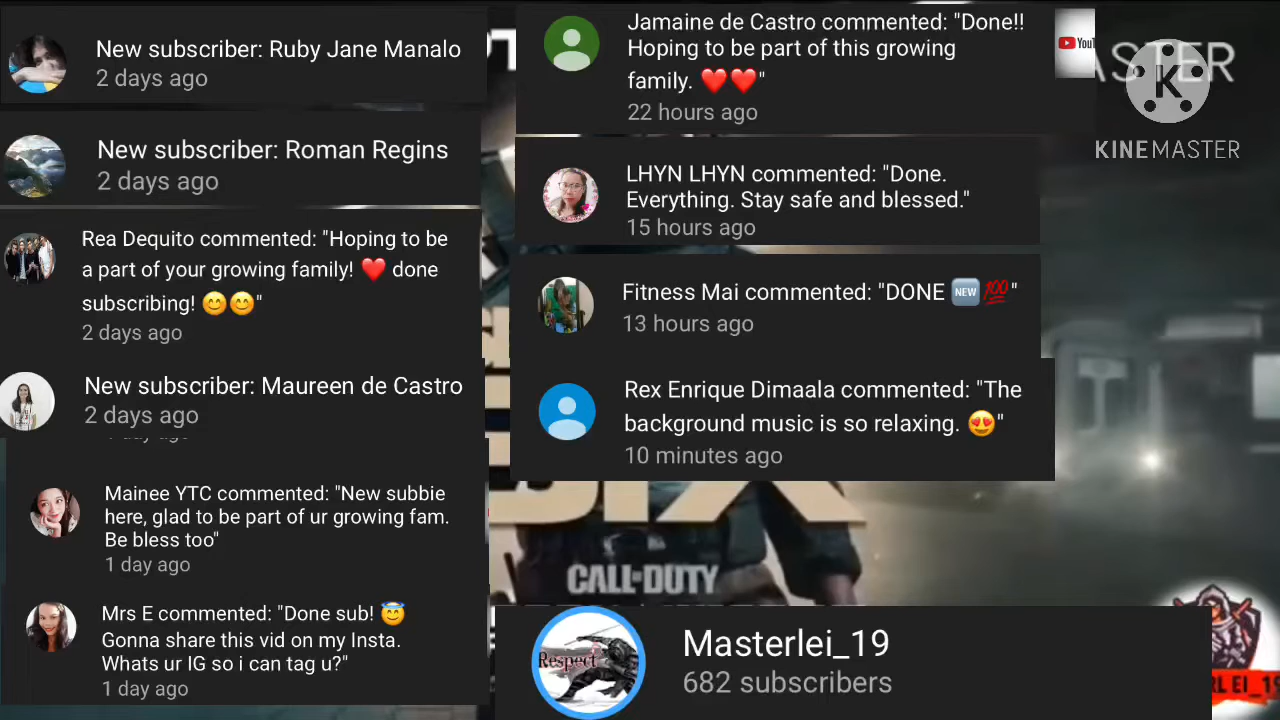 New subscriber: Ruby Jane Manalo
2 days ago
New subscriber: Roman Regins
2 days ago
Rea Dequito commented: "Hoping to be
a part of your growing family! ❤️ done
subscribing! 😊😊"
2 days ago
New subscriber: Maureen de Castro
2 days ago
Mainee YTC commented: "New subbie
here, glad to be part of ur growing fam.
Be bless too"
1 day ago
Mrs E commented: "Done sub! 😇
Gonna share this vid on my Insta.
Whats ur IG so i can tag u?"
1 day ago
Jamaine de Castro commented: "Done!!
Hoping to be part of this growing
family. ❤️❤️"
22 hours ago
LHYN LHYN commented: "Done.
Everything. Stay safe and blessed."
15 hours ago
Fitness Mai commented: "DONE 🆕💯"
13 hours ago
Rex Enrique Dimaala commented: "The
background music is so relaxing. 😍"
10 minutes ago
CALL OF DUTY
Respect
Masterlei_19
682 subscribers
K
KINEMASTER